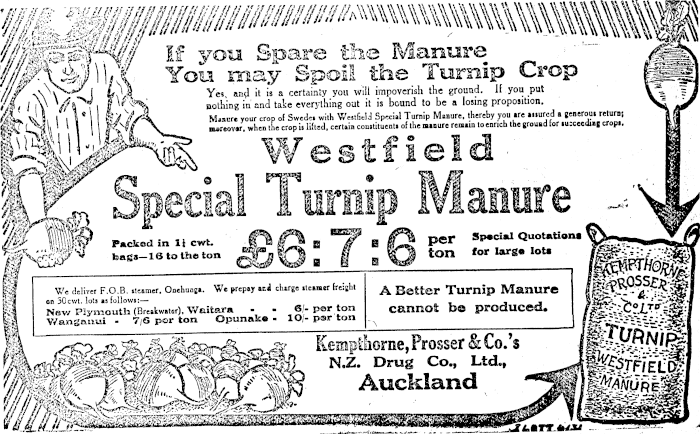 If you Spare the Manure
You may Spoil the Turnip Crop
Yes, and it is a certainty you will impoverish the ground. If you put
nothing in and take everything out it is bound to be a losing proposition.
Manure your crop of Swedes with Westfield Special Turnip Manure, thereby you are assured a generous return;
moreover, when the crop is lifted, certain constituents of the manure remain to enrich the ground for succeeding crops.
Westfield
Special Turnip Manure
Packed in 1¼ cwt.
bags—16 to the ton
£6:7:6
per
ton
Special Quotations
for large lots
We deliver F.O.B. steamer, Onehunga. We prepay and charge steamer freight
on 30cwt. lots as follows:—
New Plymouth (Breakwater), Waitara - - 6/- per ton
Wanganui - 7/6 per ton Opunake - 10/- per ton
A Better Turnip Manure
cannot be produced.
Kempthorne, Prosser & Co.'s
N.Z. Drug Co., Ltd.,
Auckland
KEMPTHORNE
PROSSER
&
Co LTD
TURNIP
WESTFIELD
MANURE